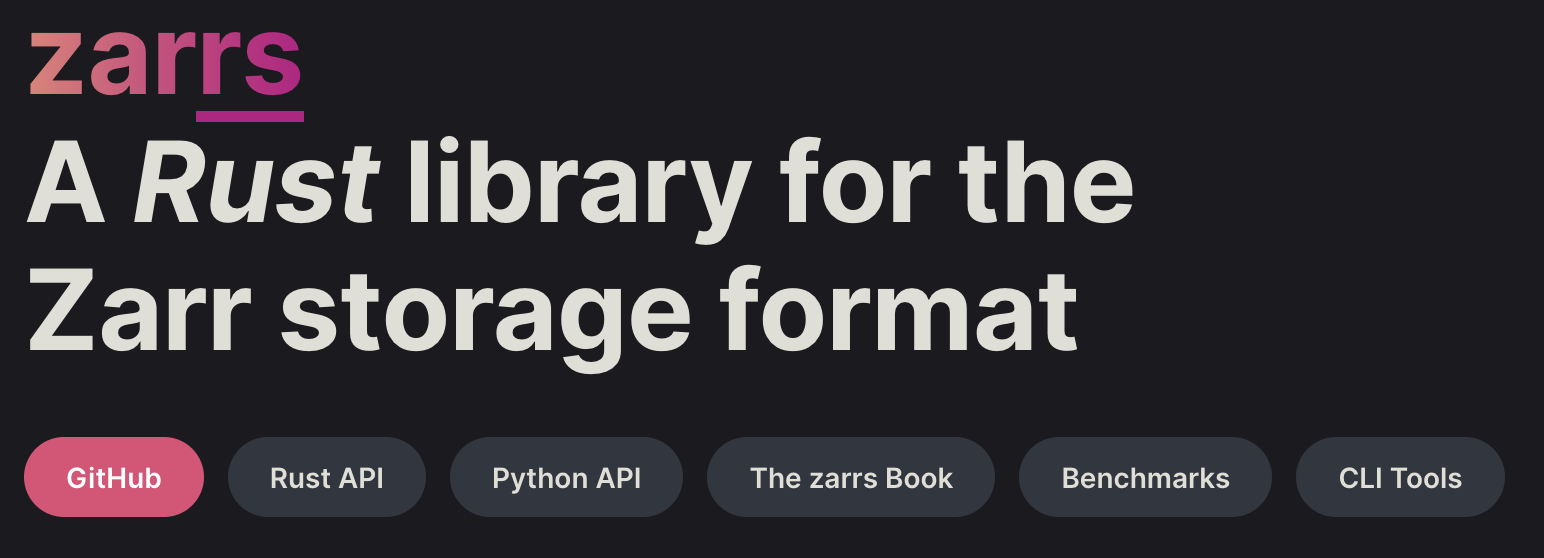 zarrs
A Rust library for the
Zarr storage format
GitHub Rust API Python API The zarrs Book Benchmarks CLI Tools